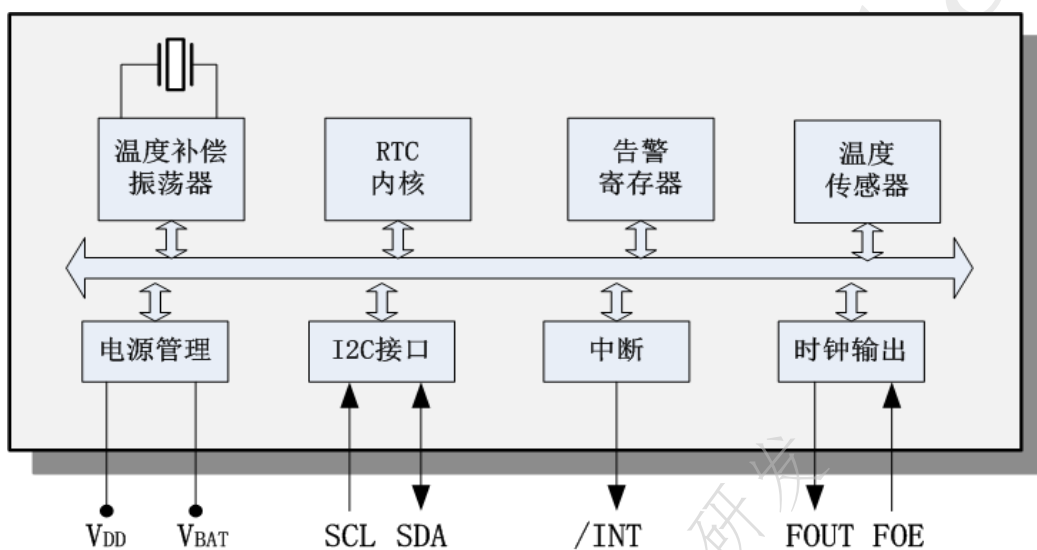 温度补偿
振荡器
RTC
内核
告警
寄存器
温度
传感器
电源管理
I2C接口
中断
时钟输出
VDD
VBAT
SCL
SDA
/INT
FOUT
FOE
研发